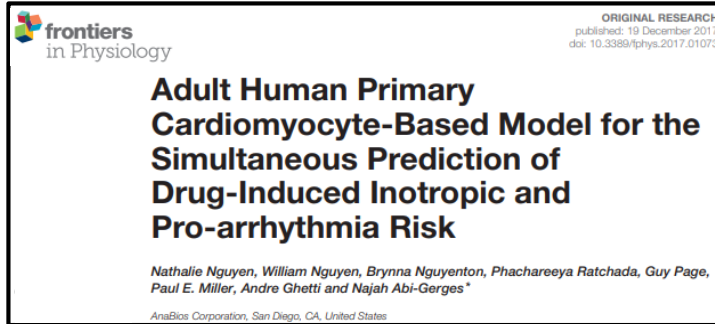 frontiers
in Physiology
ORIGINAL RESEARCH
published: 19 December 2017
doi: 10.3389/fphys.2017.01073
Adult Human Primary
Cardiomyocyte-Based Model for the
Simultaneous Prediction of
Drug-Induced Inotropic and
Pro-arrhythmia Risk
Nathalie Nguyen, William Nguyen, Brynna Nguyenton, Phachareeya Ratchada, Guy Page,
Paul E. Miller, Andre Ghetti and Najah Abi-Gerges*
AnaBios Corporation, San Diego, CA, United States